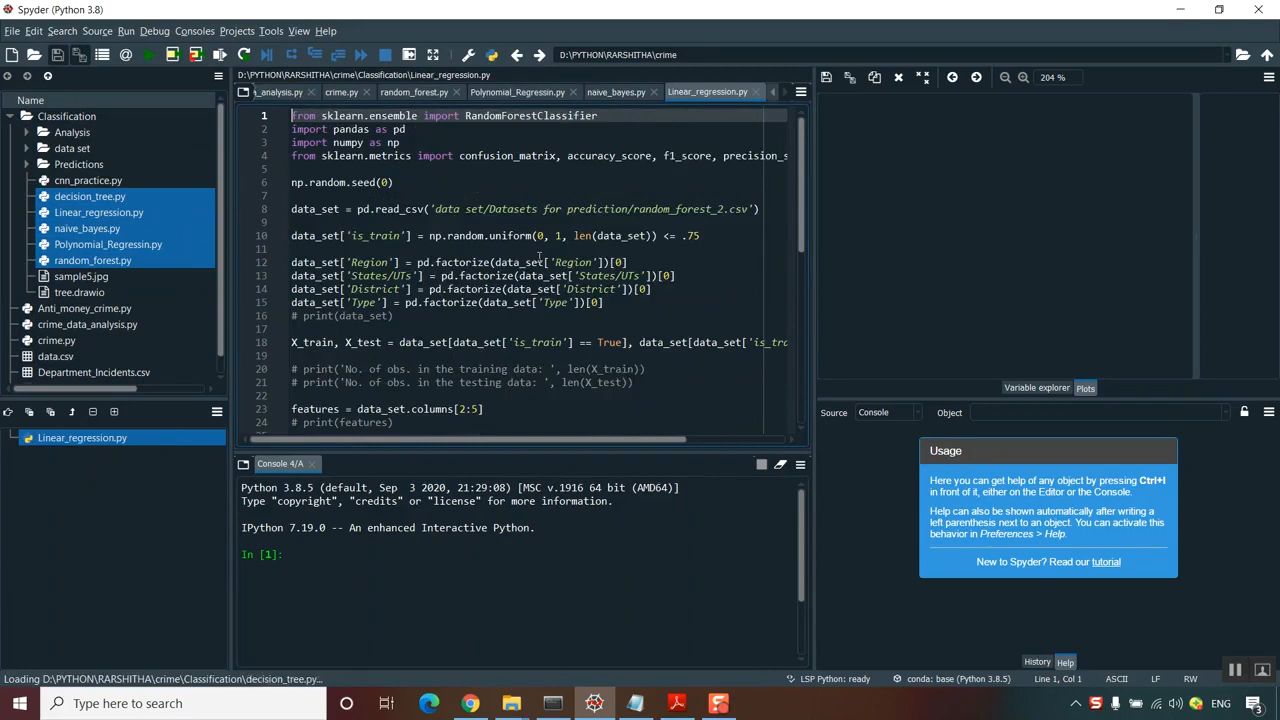 Spyder (Python 3.8)
File Edit Search Source Run Debug Consoles Projects Tools View Help
D:\PYTHON\RARSHITHA\crime
D:\PYTHON\RARSHITHA\crime\Classification\Linear_regression.py
Name
Classification
Analysis
data set
Predictions
cnn_practice.py
decision_tree.py
Linear_regression.py
naive_bayes.py
Polynomial_Regressin.py
random_forest.py
sample5.jpg
tree.drawio
Anti_money_crime.py
crime_data_analysis.py
crime.py
data.csv
Department_Incidents.csv
Linear_regression.py
a_analysis.py crime.py random_forest.py Polynomial_Regressin.py naive_bayes.py Linear_regression.py
1 from sklearn.ensemble import RandomForestClassifier
2 import pandas as pd
3 import numpy as np
4 from sklearn.metrics import confusion_matrix, accuracy_score, f1_score, precision_s
5
6 np.random.seed(0)
7
8 data_set = pd.read_csv('data set/Datasets for prediction/random_forest_2.csv')
9
10 data_set['is_train'] = np.random.uniform(0, 1, len(data_set)) <= .75
11
12 data_set['Region'] = pd.factorize(data_set['Region'])[0]
13 data_set['States/UTs'] = pd.factorize(data_set['States/UTs'])[0]
14 data_set['District'] = pd.factorize(data_set['District'])[0]
15 data_set['Type'] = pd.factorize(data_set['Type'])[0]
16 # print(data_set)
17
18 X_train, X_test = data_set[data_set['is_train'] == True], data_set[data_set['is_tra
19
20 # print('No. of obs. in the training data: ', len(X_train))
21 # print('No. of obs. in the testing data: ', len(X_test))
22
23 features = data_set.columns[2:5]
24 # print(features)
Console 4/A
Python 3.8.5 (default, Sep 3 2020, 21:29:08) [MSC v.1916 64 bit (AMD64)]
Type "copyright", "credits" or "license" for more information.
IPython 7.19.0 -- An enhanced Interactive Python.
In [1]:
204 %
Variable explorer Plots
Source Console Object
Usage
Here you can get help of any object by pressing Ctrl+I
in front of it, either on the Editor or the Console.
Help can also be shown automatically after writing a
left parenthesis next to an object. You can activate this
behavior in Preferences > Help.
New to Spyder? Read our tutorial
History Help
Loading D:\PYTHON\RARSHITHA\crime\Classification\decision_tree.py...
LSP Python: ready conda: base (Python 3.8.5) Line 1, Col 1 ASCII LF RW
Type here to search
ENG
3